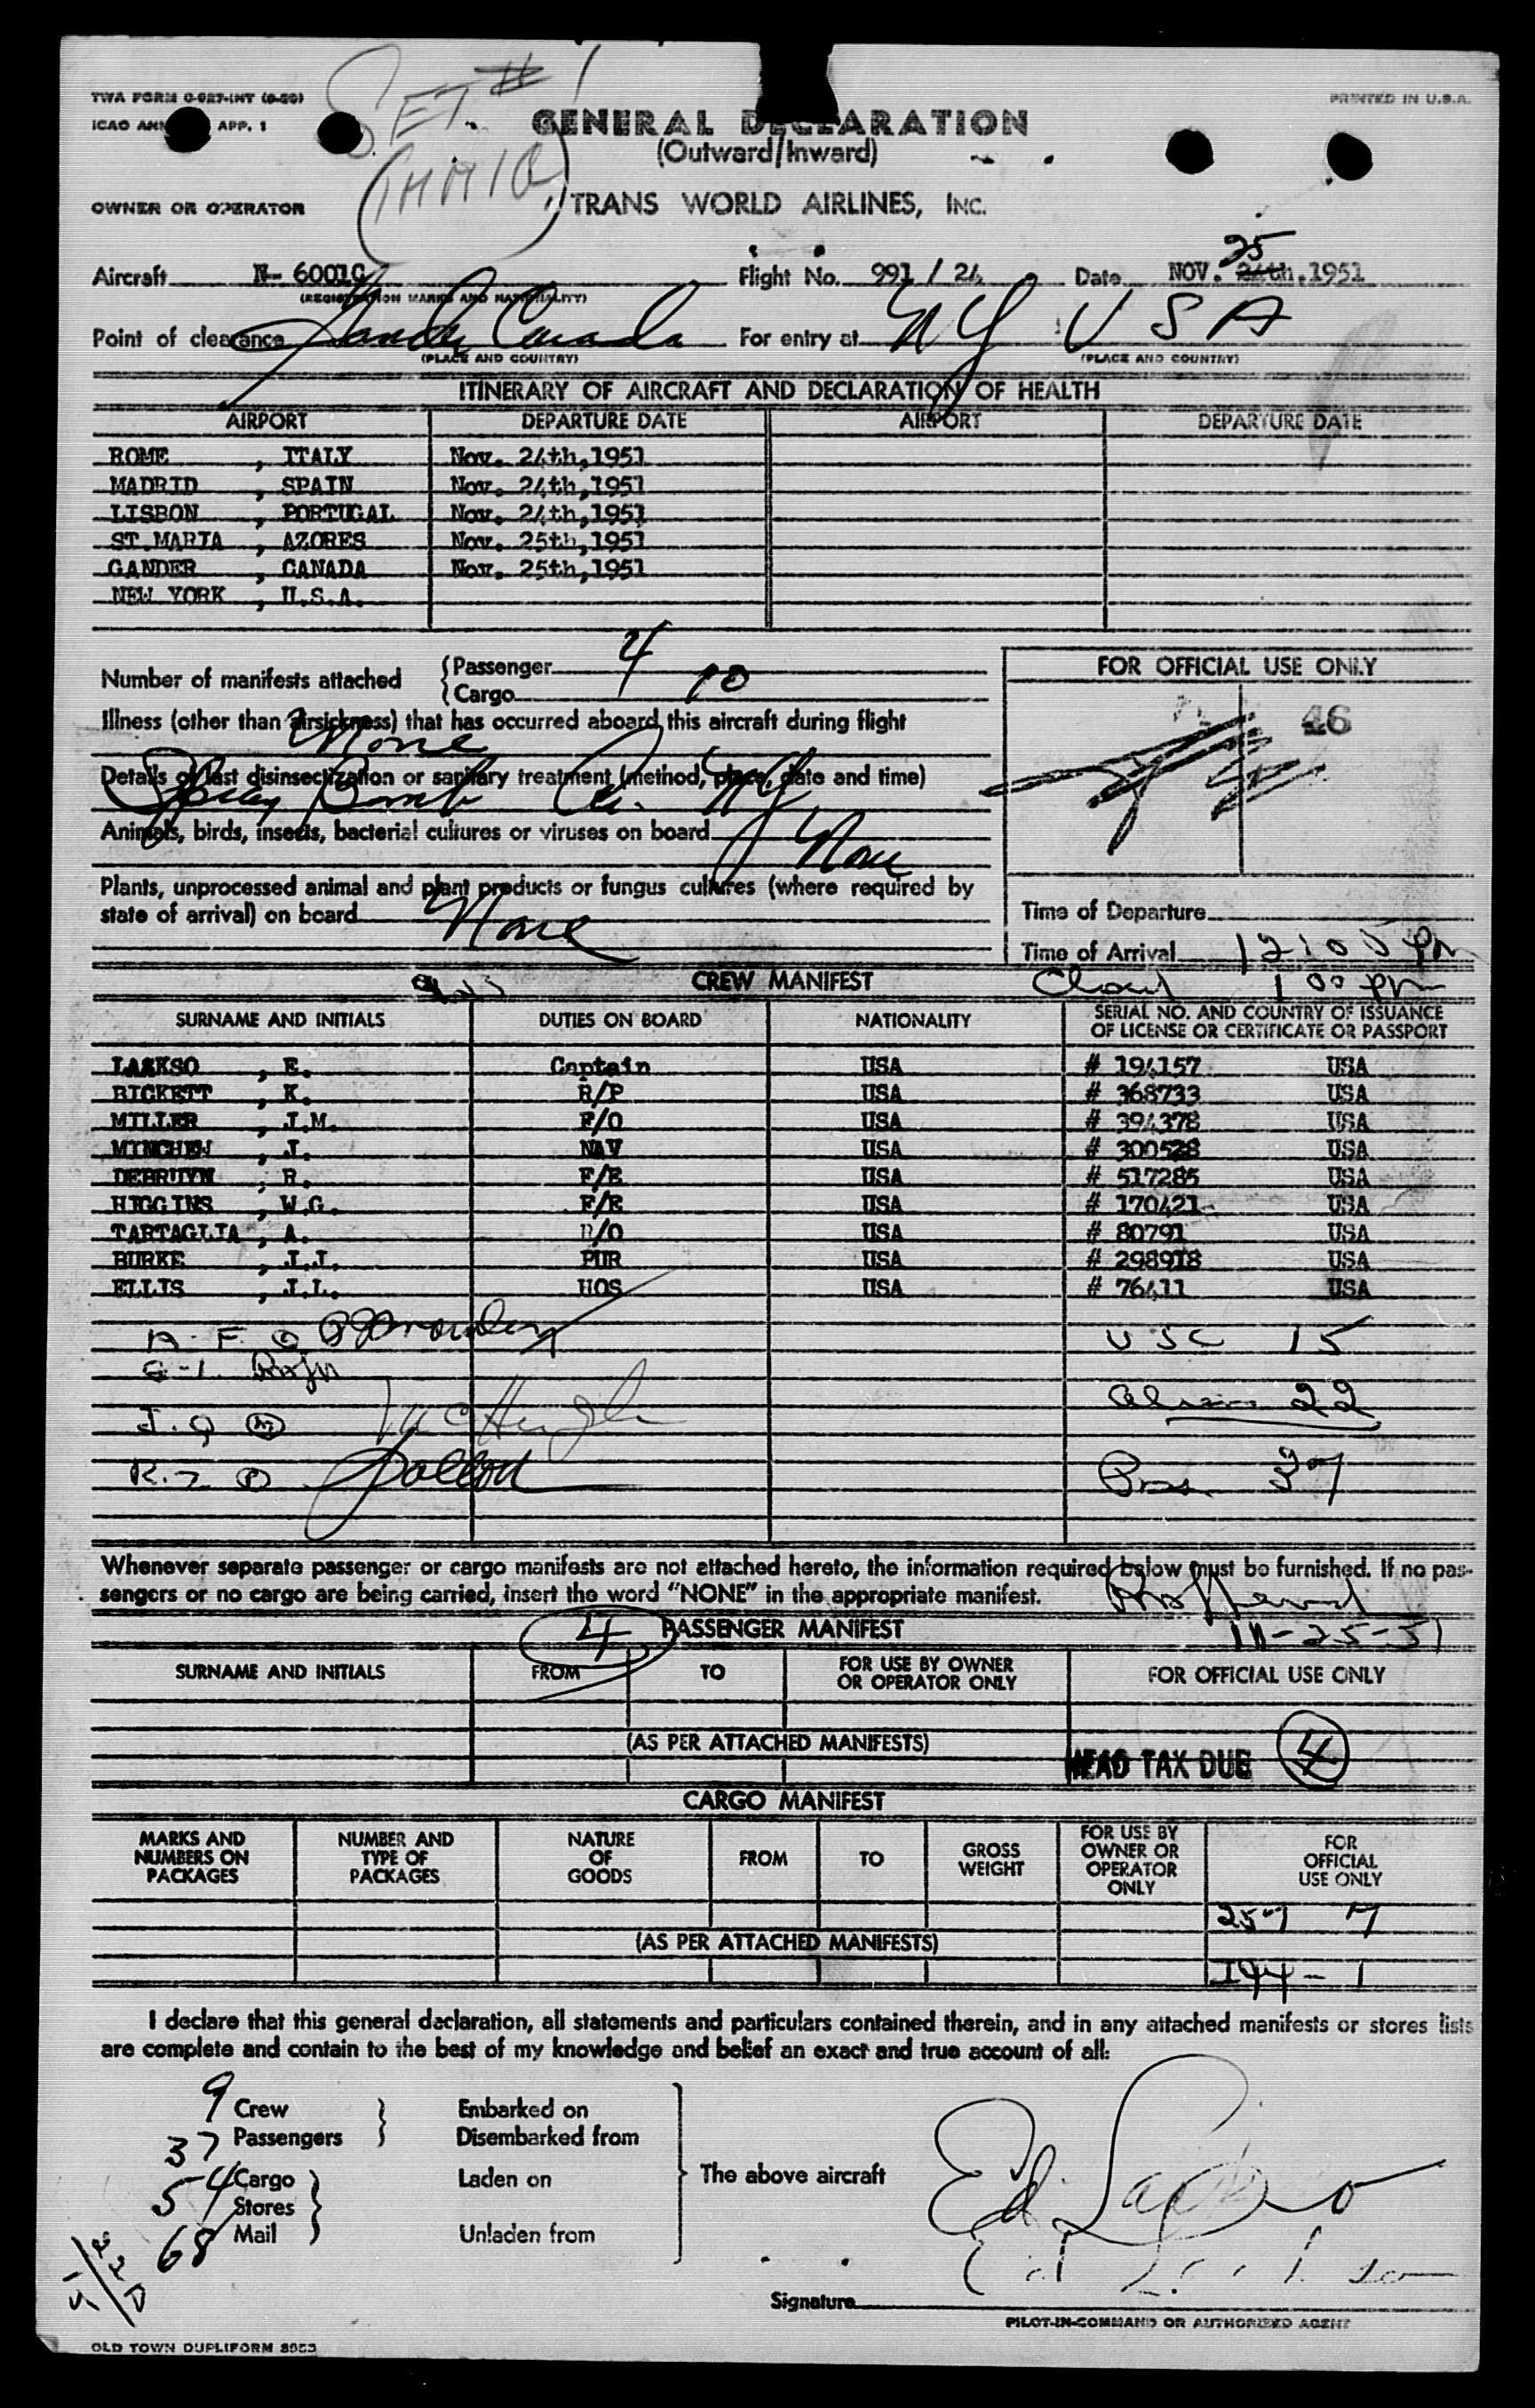 SET # 1
TWA FORM
PRINTED IN U.S.A.
ICAO APP. 1
GENERAL DECLARATION
(Outward/Inward)
OWNER OR OPERATOR
TRANS WORLD AIRLINES, INC.
25
Aircraft N- 6001C Flight No. 991 / 24 Date NOV. 24th, 1951
(REGISTRATION MARKS AND NATIONALITY)
Point of clearance Gander Canada For entry at NY USA
(PLACE AND COUNTRY) (PLACE AND COUNTRY)
ITINERARY OF AIRCRAFT AND DECLARATION OF HEALTH
AIRPORT DEPARTURE DATE AIRPORT DEPARTURE DATE
ROME , ITALY Nov. 24th,1951
MADRID , SPAIN Nov. 24th,1951
LISBON , PORTUGAL Nov. 24th,1951
ST.MARIA , AZORES Nov. 25th,1951
GANDER , CANADA Nov. 25th,1951
NEW YORK , U.S.A.
Number of manifests attached
Passenger 4
Cargo 10
FOR OFFICIAL USE ONLY
46
Illness (other than airsickness) that has occurred aboard this aircraft during flight
None
Details of last disinsectization or sanitary treatment (method, place, date and time)
Spray Bomb
Animals, birds, insects, bacterial cultures or viruses on board None
Plants, unprocessed animal and plant products or fungus cultures (where required by
state of arrival) on board None
Time of Departure
Time of Arrival 12:05 pm
CREW MANIFEST
1 00 pm
SURNAME AND INITIALS DUTIES ON BOARD NATIONALITY SERIAL NO. AND COUNTRY OF ISSUANCE OF LICENSE OR CERTIFICATE OR PASSPORT
LAAKSO , E. Captain USA # 194157 USA
BICKETT , K. R/P USA # 368733 USA
MILLER , J.M. F/O USA # 394378 USA
MINCHEW , J. NAV USA # 300528 USA
DEBRUYN , R. F/E USA # 517285 USA
HIGGINS , W.G. F/E USA # 170421 USA
TARTAGLIA , A. R/O USA # 80791 USA
BURKE , J.J. PUR USA # 298918 USA
ELLIS , J.L. HOS USA # 76411 USA
USC 15
22
McHugh
Pass. 37
Whenever separate passenger or cargo manifests are not attached hereto, the information required below must be furnished. If no pas-
sengers or no cargo are being carried, insert the word "NONE" in the appropriate manifest.
4 PASSENGER MANIFEST
11-25-51
SURNAME AND INITIALS FROM TO FOR USE BY OWNER OR OPERATOR ONLY FOR OFFICIAL USE ONLY
(AS PER ATTACHED MANIFESTS)
HEAD TAX DUE 4
CARGO MANIFEST
MARKS AND NUMBERS ON PACKAGES NUMBER AND TYPE OF PACKAGES NATURE OF GOODS FROM TO GROSS WEIGHT FOR USE BY OWNER OR OPERATOR ONLY FOR OFFICIAL USE ONLY
257 7
(AS PER ATTACHED MANIFESTS)
I44 - 1
I declare that this general declaration, all statements and particulars contained therein, and in any attached manifests or stores lists
are complete and contain to the best of my knowledge and belief an exact and true account of all:
9 Crew Embarked on
37 Passengers Disembarked from
54 Cargo Laden on The above aircraft
Stores
68 Mail Unladen from
Ed Laakso
Signature
PILOT-IN-COMMAND OR AUTHORIZED AGENT
OLD TOWN DUPLIFORM